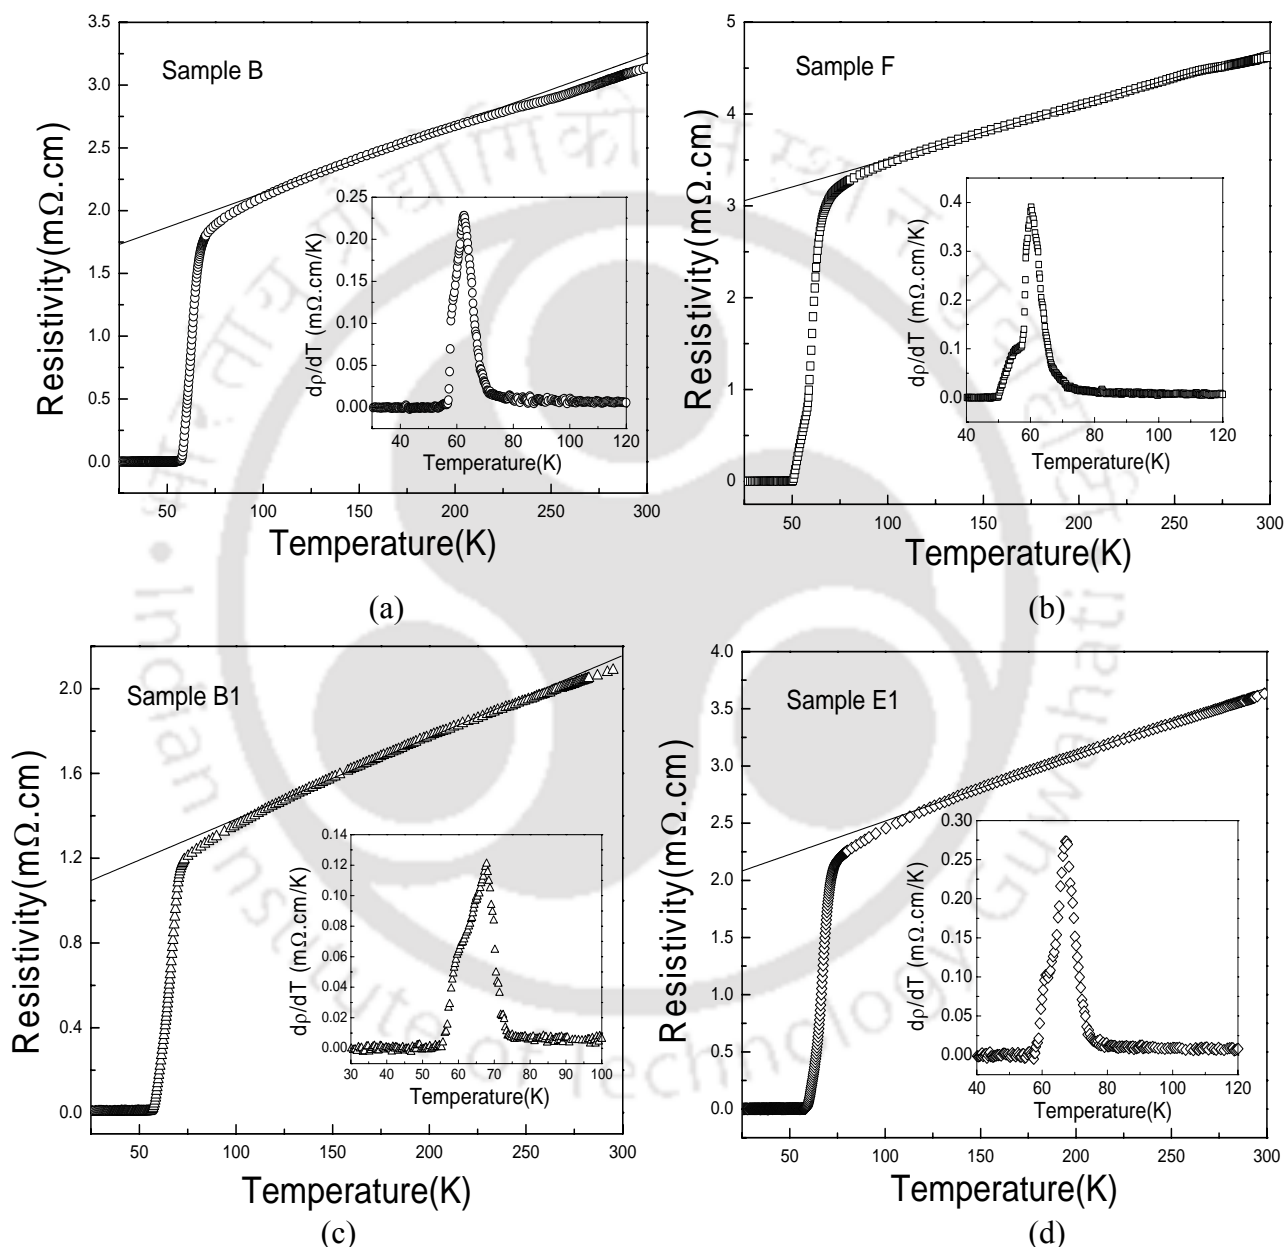 Sample B
Resistivity(mΩ.cm)
3.5
3.0
2.5
2.0
1.5
1.0
0.5
0.0
50 100 150 200 250 300
Temperature(K)
dρ/dT (mΩ.cm/K)
0.25
0.20
0.15
0.10
0.05
0.00
40 60 80 100 120
Temperature(K)
(a)
Sample F
Resistivity(mΩ.cm)
5
4
3
2
1
0
50 100 150 200 250 300
Temperature(K)
dρ/dT (mΩ.cm/K)
0.4
0.3
0.2
0.1
0.0
40 60 80 100 120
Temperature(K)
(b)
Sample B1
Resistivity(mΩ.cm)
2.0
1.6
1.2
0.8
0.4
0.0
50 100 150 200 250 300
Temperature(K)
dρ/dT (mΩ.cm/K)
0.14
0.12
0.10
0.08
0.06
0.04
0.02
0.00
30 40 50 60 70 80 90 100
Temperature(K)
(c)
Sample E1
Resistivity(mΩ.cm)
4.0
3.5
3.0
2.5
2.0
1.5
1.0
0.5
0.0
50 100 150 200 250 300
Temperature(K)
dρ/dT (mΩ.cm/K)
0.30
0.25
0.20
0.15
0.10
0.05
0.00
40 60 80 100 120
Temperature(K)
(d)
Indian Institute of Technology Guwahati